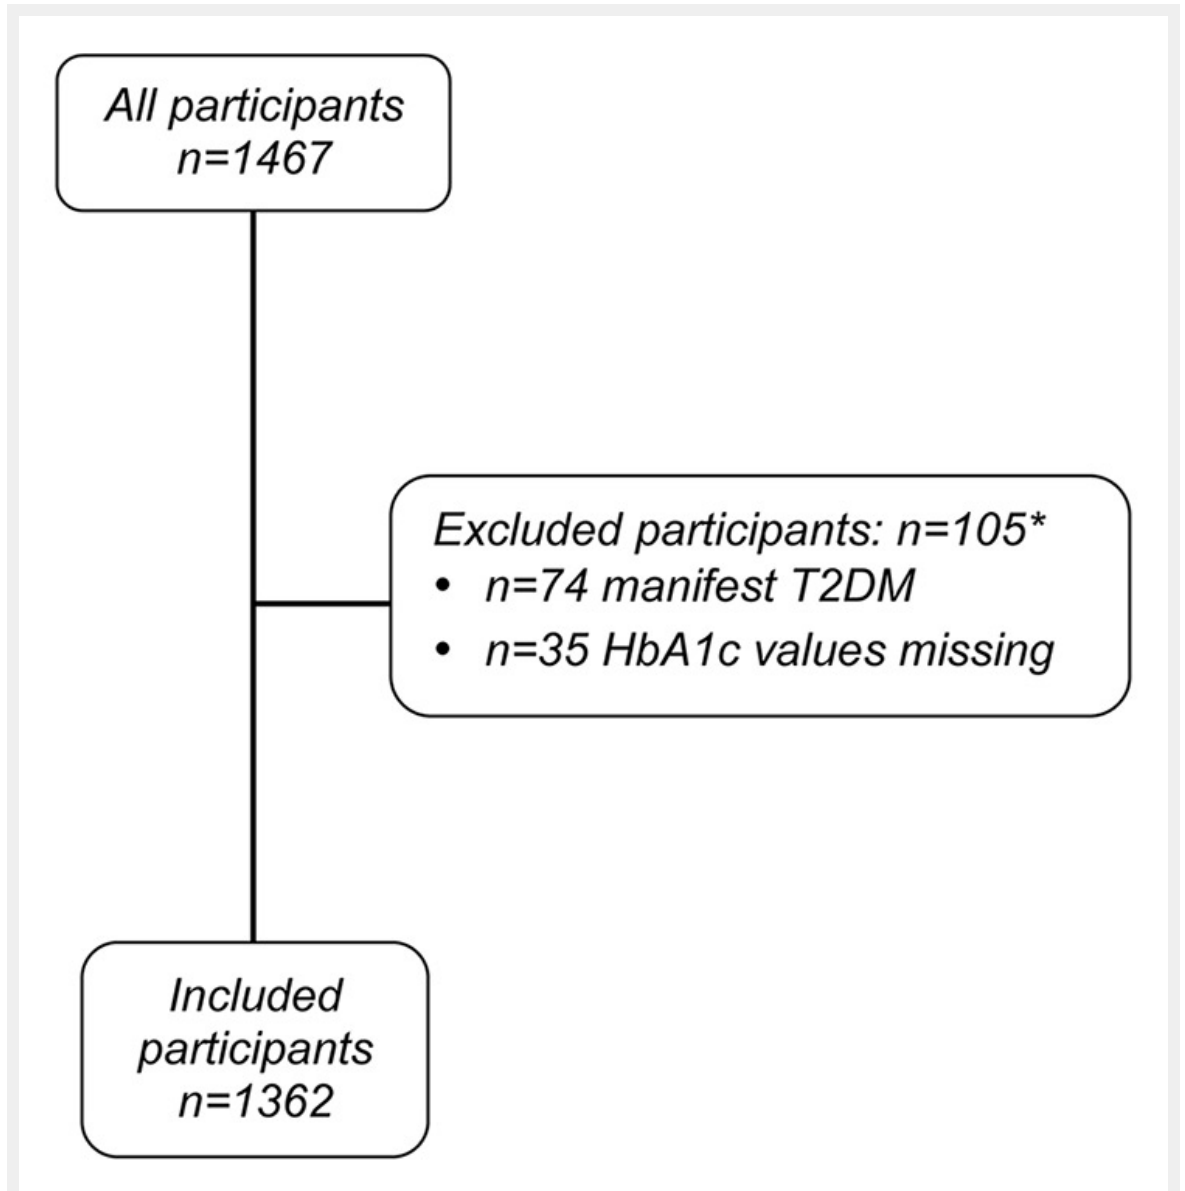 All participants
n=1467
Excluded participants: n=105*
• n=74 manifest T2DM
• n=35 HbA1c values missing
Included
participants
n=1362